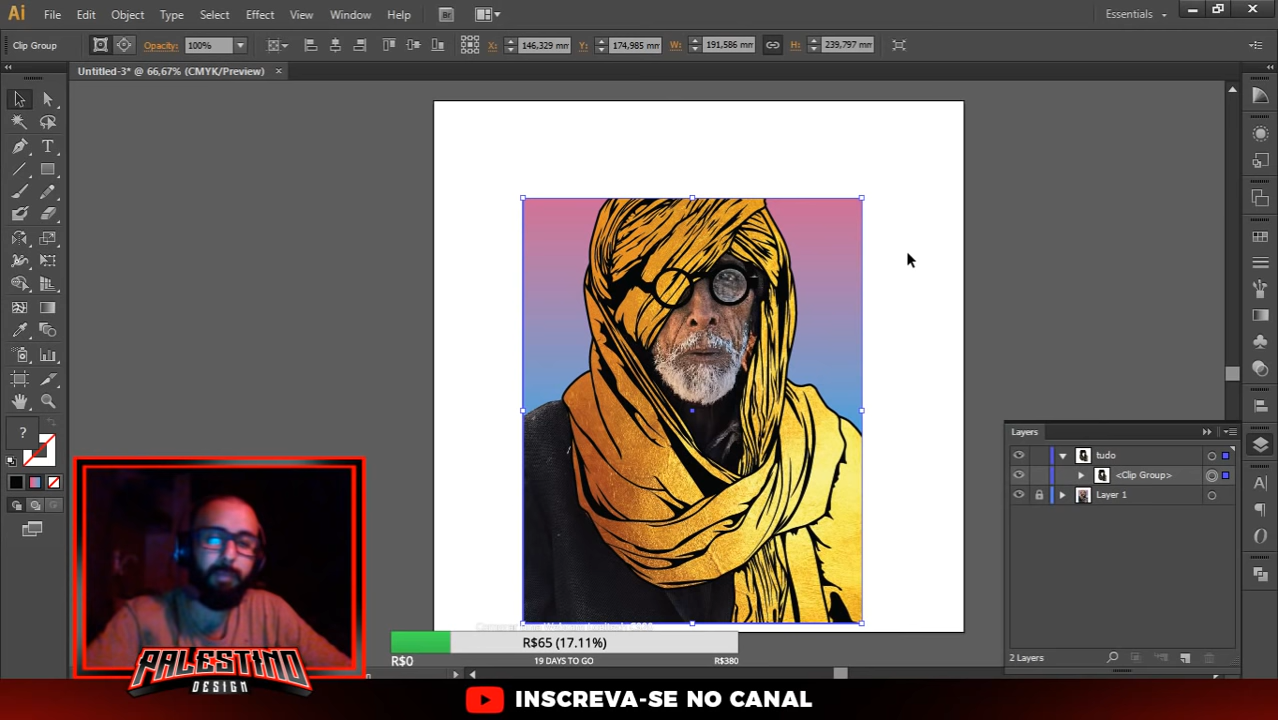 Ai File Edit Object Type Select Effect View Window Help Br Essentials
Clip Group Opacity: 100% X: 146,329 mm Y: 174,985 mm W: 191,586 mm H: 239,797 mm
Untitled-3* @ 66,67% (CMYK/Preview)
Layers
tudo
<Clip Group>
Layer 1
2 Layers
?
R$65 (17.11%)
R$0 19 DAYS TO GO R$380
PALESTINO
DESIGN
INSCREVA-SE NO CANAL